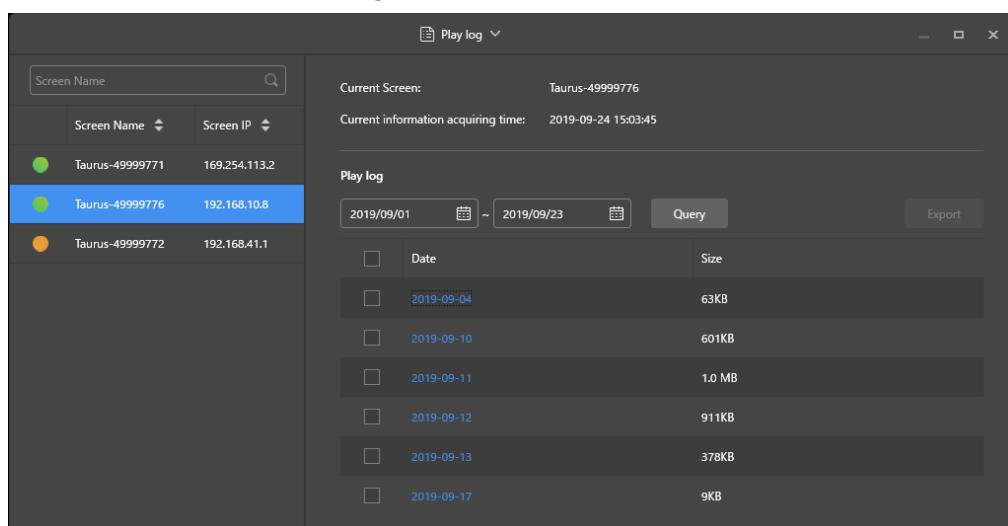 Play log
Screen Name
Screen Name Screen IP
Taurus-49999771 169.254.113.2
Taurus-49999776 192.168.10.8
Taurus-49999772 192.168.41.1
Current Screen: Taurus-49999776
Current information acquiring time: 2019-09-24 15:03:45
Play log
2019/09/01 ~ 2019/09/23 Query Export
Date Size
2019-09-04 63KB
2019-09-10 601KB
2019-09-11 1.0 MB
2019-09-12 911KB
2019-09-13 378KB
2019-09-17 9KB